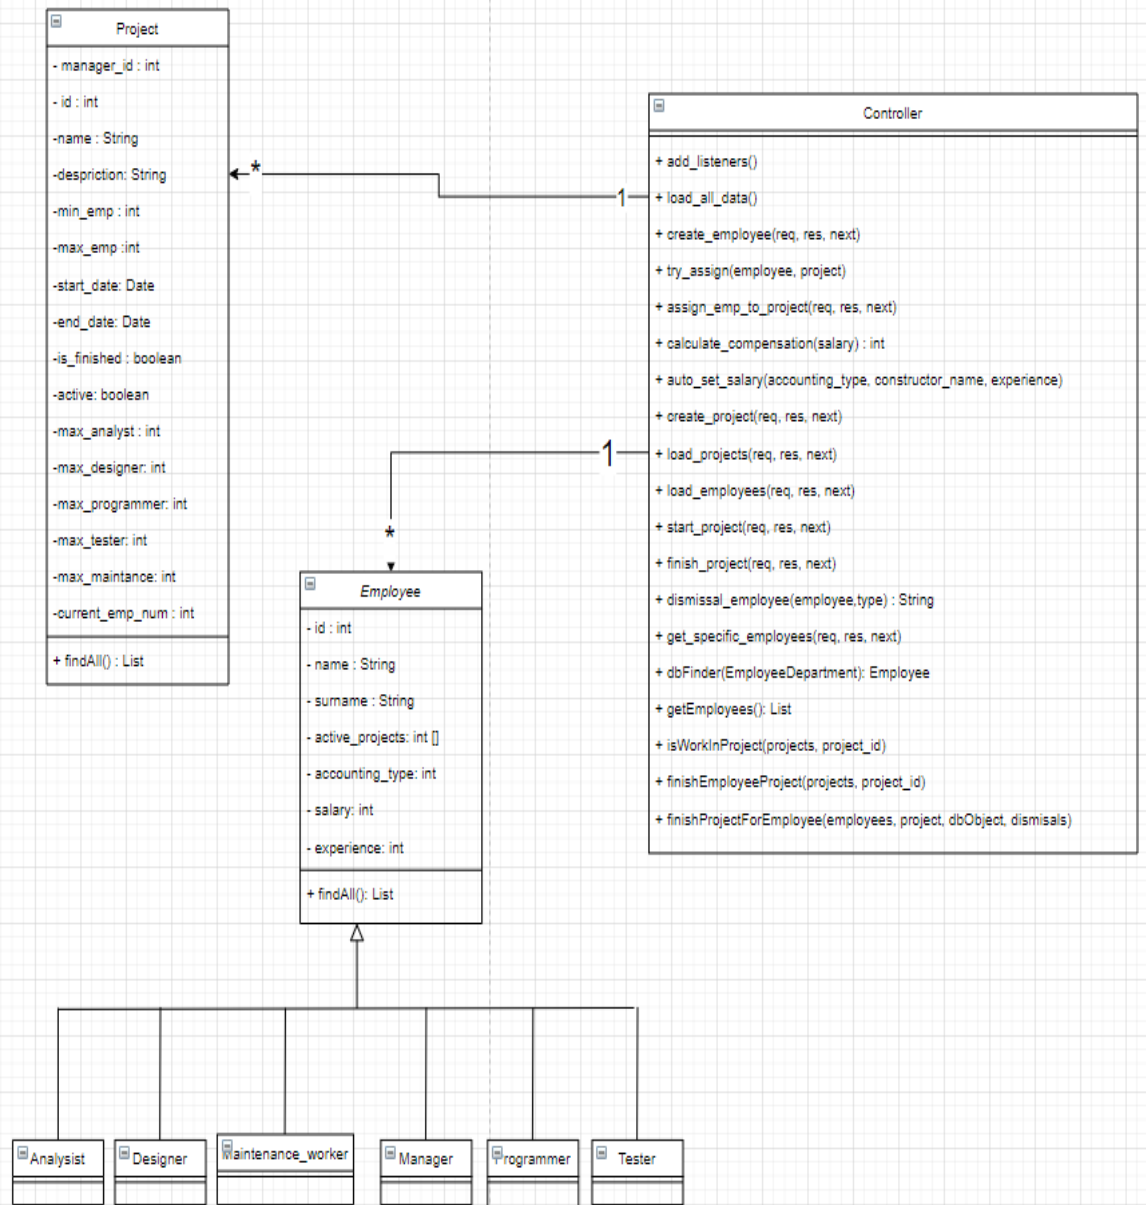 Project
- manager_id : int
- id : int
-name : String
-despriction: String
-min_emp : int
-max_emp :int
-start_date: Date
-end_date: Date
-is_finished : boolean
-active: boolean
-max_analyst : int
-max_designer: int
-max_programmer: int
-max_tester: int
-max_maintance: int
-current_emp_num : int
+ findAll() : List
*
1
Controller
+ add_listeners()
+ load_all_data()
+ create_employee(req, res, next)
+ try_assign(employee, project)
+ assign_emp_to_project(req, res, next)
+ calculate_compensation(salary) : int
+ auto_set_salary(accounting_type, constructor_name, experience)
+ create_project(req, res, next)
+ load_projects(req, res, next)
+ load_employees(req, res, next)
+ start_project(req, res, next)
+ finish_project(req, res, next)
+ dismissal_employee(employee,type) : String
+ get_specific_employees(req, res, next)
+ dbFinder(EmployeeDepartment): Employee
+ getEmployees(): List
+ isWorkInProject(projects, project_id)
+ finishEmployeeProject(projects, project_id)
+ finishProjectForEmployee(employees, project, dbObject, dismisals)
1
*
Employee
- id : int
- name : String
- surname : String
- active_projects: int []
- accounting_type: int
- salary: int
- experience: int
+ findAll(): List
Analysist
Designer
Maintenance_worker
Manager
Programmer
Tester